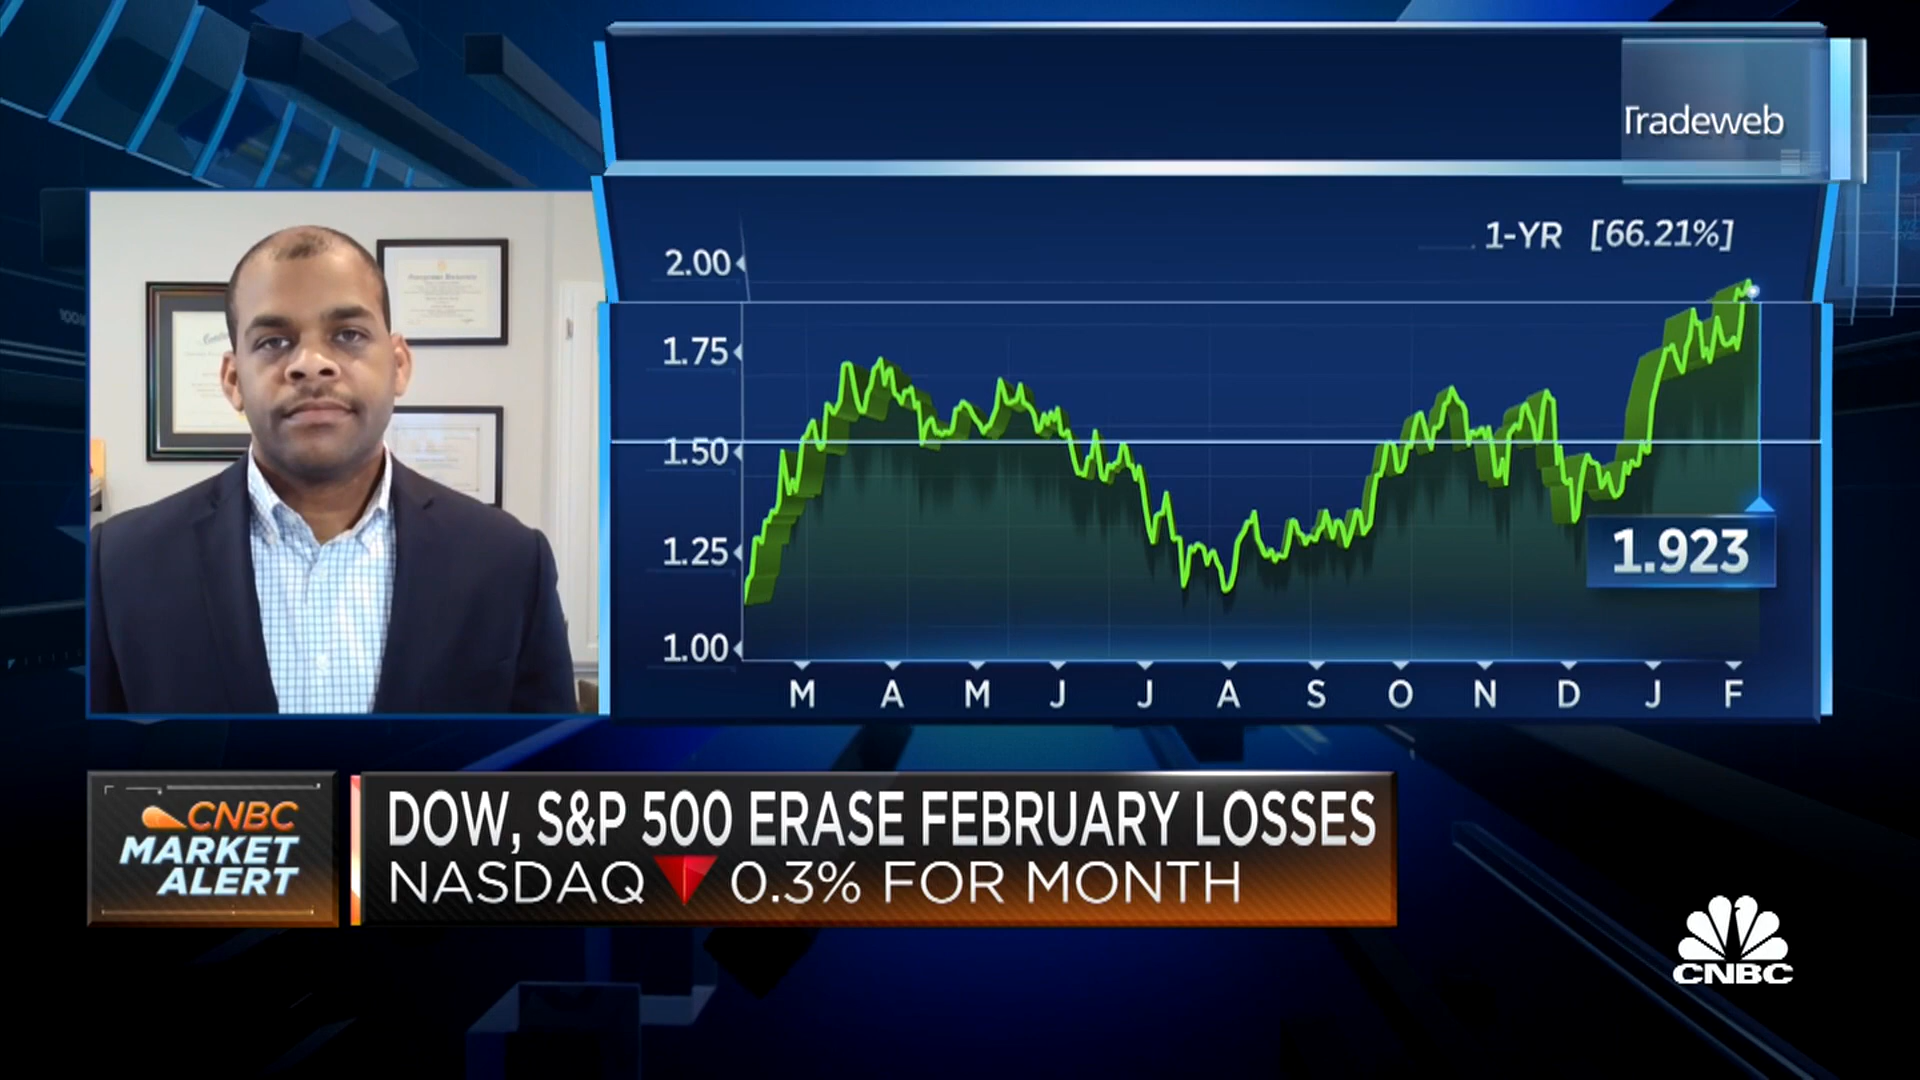 Tradeweb
1-YR [66.21%]
2.00
1.75
1.50
1.25
1.00
1.923
M A M J J A S O N D J F
CNBC
MARKET
ALERT
DOW, S&P 500 ERASE FEBRUARY LOSSES
NASDAQ ▼ 0.3% FOR MONTH
CNBC